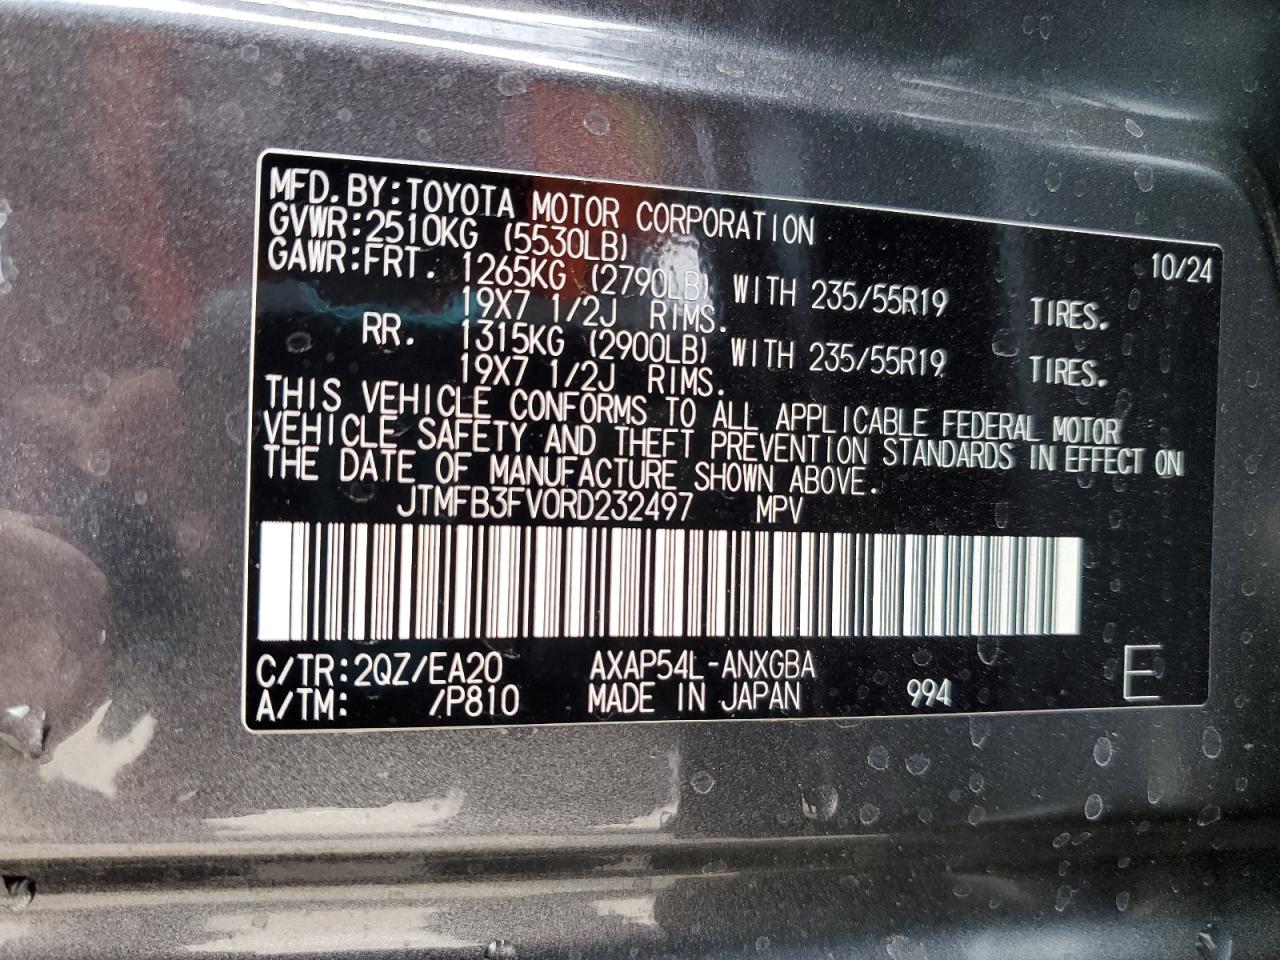 MFD. BY:TOYOTA MOTOR CORPORATION 10/24
GVWR:2510KG (5530LB)
GAWR:FRT. 1265KG (2790LB) WITH 235/55R19 TIRES.
19X7 1/2J RIMS.
RR. 1315KG (2900LB) WITH 235/55R19 TIRES.
19X7 1/2J RIMS.
THIS VEHICLE CONFORMS TO ALL APPLICABLE FEDERAL MOTOR
VEHICLE SAFETY AND THEFT PREVENTION STANDARDS IN EFFECT ON
THE DATE OF MANUFACTURE SHOWN ABOVE.
JTMFB3FV0RD232497 MPV
C/TR:2QZ/EA20 AXAP54L-ANXGBA
A/TM: /P810 MADE IN JAPAN 994 E